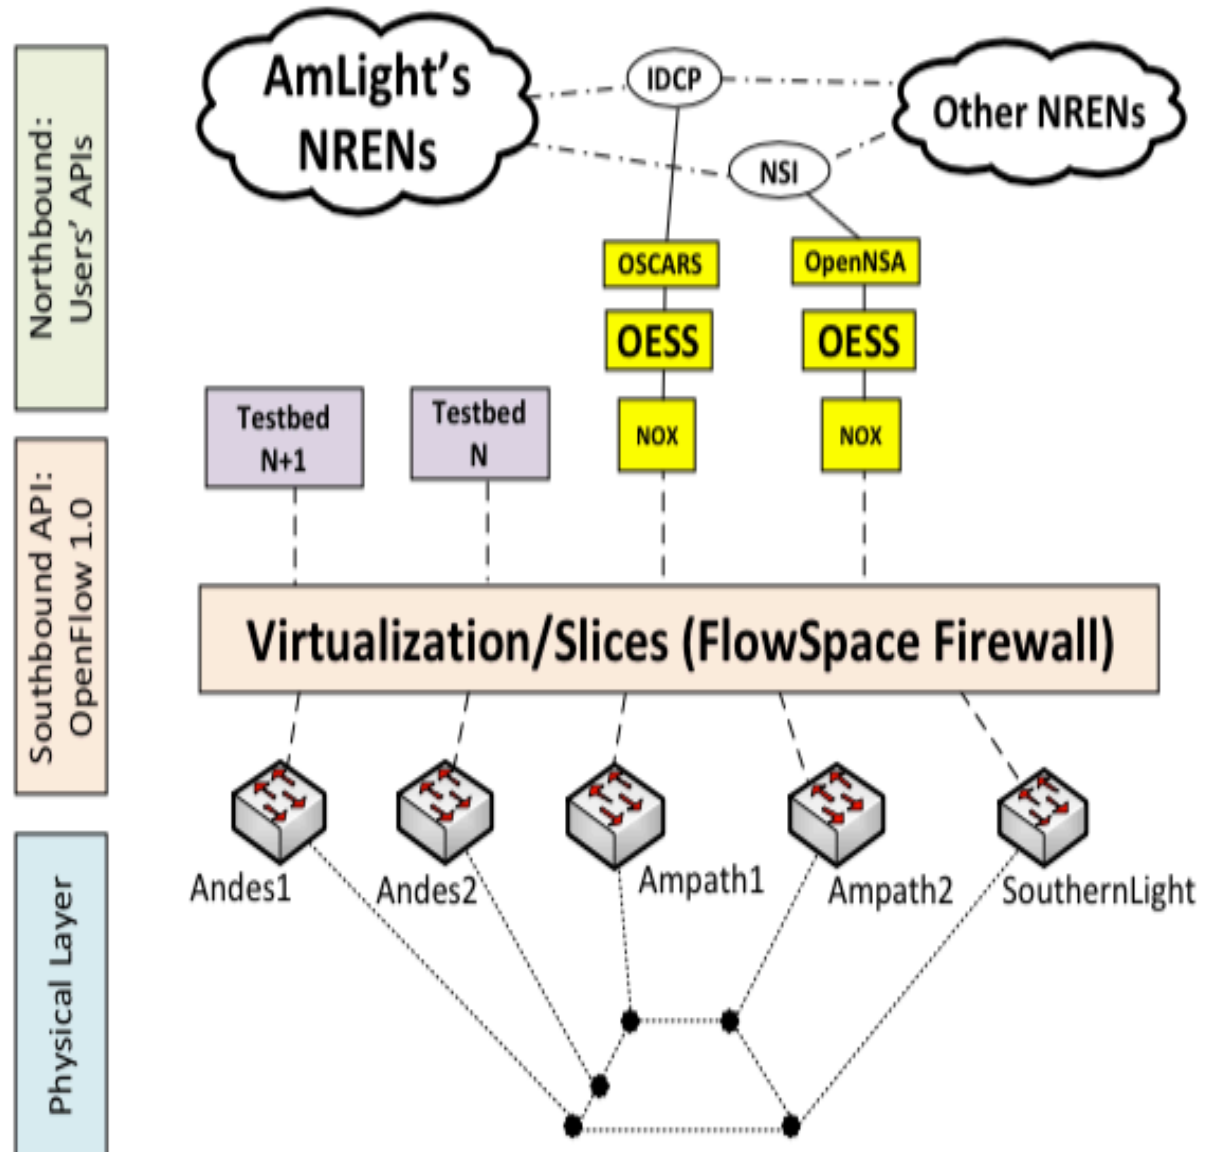 Northbound:
Users' APIs
AmLight's
NRENs
IDCP
Other NRENs
NSI
OSCARS
OpenNSA
OESS
OESS
Testbed
N+1
Testbed
N
NOX
NOX
Southbound API:
OpenFlow 1.0
Virtualization/Slices (FlowSpace Firewall)
Andes1
Andes2
Ampath1
Ampath2
SouthernLight
Physical Layer